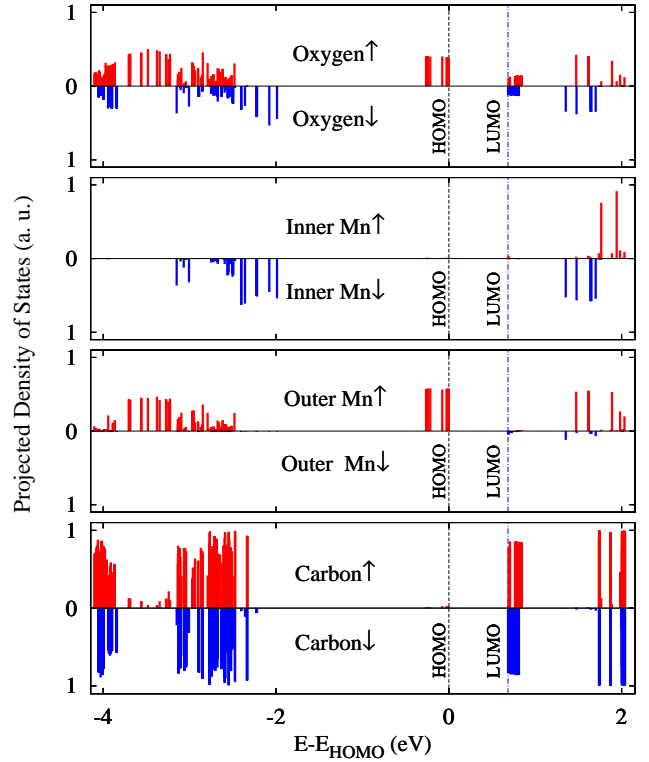 Projected Density of States (a. u.)
1
Oxygen↑
0
Oxygen↓
HOMO
LUMO
1
1
Inner Mn↑
0
Inner Mn↓
HOMO
LUMO
1
1
Outer Mn↑
0
Outer Mn↓
HOMO
LUMO
1
1
Carbon↑
0
Carbon↓
HOMO
LUMO
1
-4 -2 0 2
E-E_HOMO (eV)